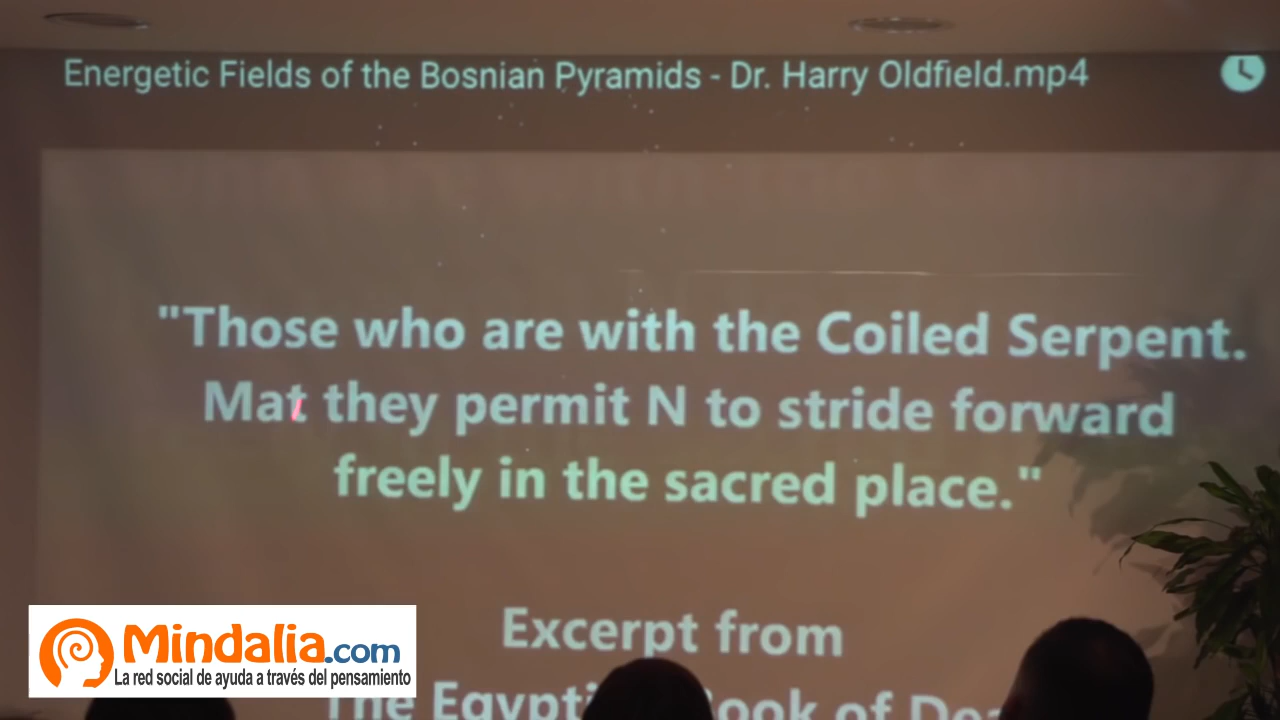 Energetic Fields of the Bosnian Pyramids - Dr. Harry Oldfield.mp4
"Those who are with the Coiled Serpent.
Mat they permit N to stride forward
freely in the sacred place."
Excerpt from
The of
Mindalia.com
La red social de ayuda a través del pensamiento